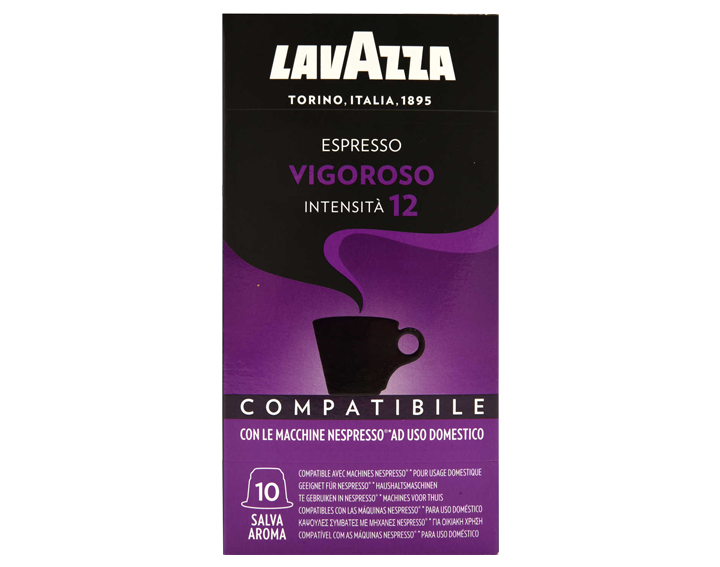 LAVAZZA
TORINO, ITALIA, 1895
ESPRESSO
VIGOROSO
INTENSITÀ 12
COMPATIBILE
CON LE MACCHINE NESPRESSO®* AD USO DOMESTICO
10
SALVA
AROMA
COMPATIBLE AVEC MACHINES NESPRESSO®* POUR USAGE DOMESTIQUE
GEEIGNET FÜR NESPRESSO®* HAUSHALTSMASCHINEN
TE GEBRUIKEN IN NESPRESSO®* MACHINES VOOR THUIS
COMPATIBLES CON LAS MÁQUINAS NESPRESSO®* PARA USO DOMÉSTICO
ΚΑΨΟΥΛΕΣ ΣΥΜΒΑΤΕΣ ΜΕ ΜΗΧΑΝΕΣ NESPRESSO®* ΓΙΑ ΟΙΚΙΑΚΗ ΧΡΗΣΗ
COMPATÍVEL COM AS MÁQUINAS NESPRESSO®* PARA USO DOMÉSTICO